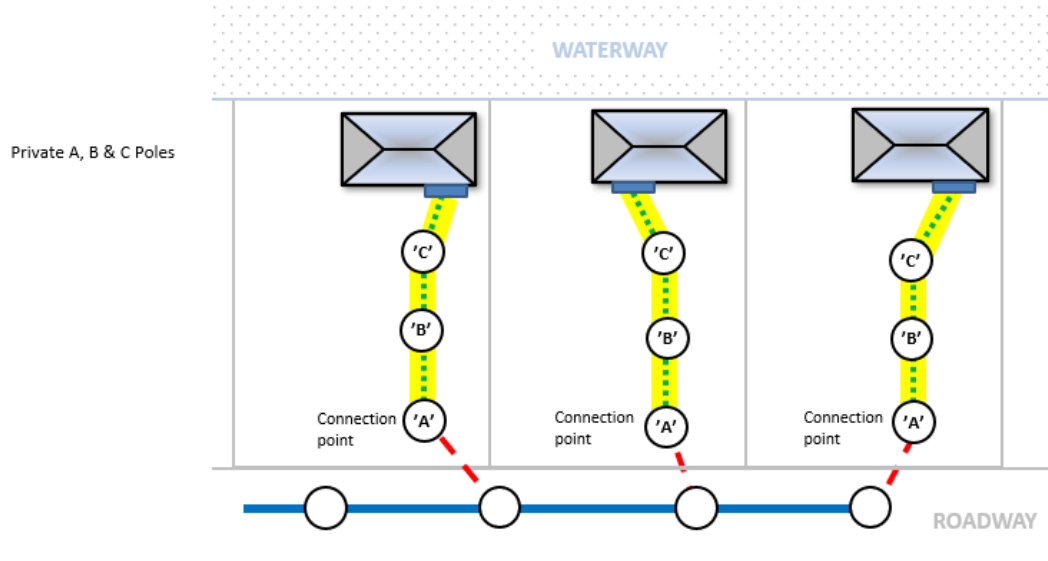 WATERWAY
Private A, B & C Poles
'C'
'C'
'C'
'B'
'B'
'B'
Connection
point
'A'
Connection
point
'A'
Connection
point
'A'
ROADWAY